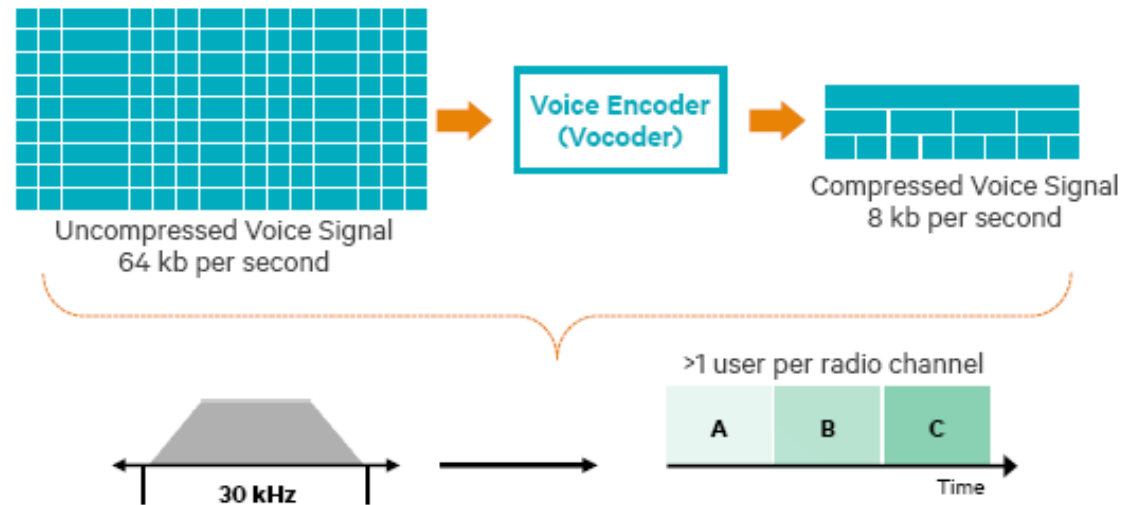 Voice Encoder
(Vocoder)
Uncompressed Voice Signal
64 kb per second
Compressed Voice Signal
8 kb per second
>1 user per radio channel
A B C
30 kHz
Time